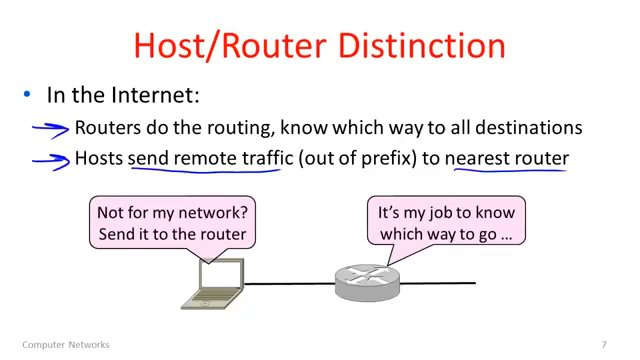 Host/Router Distinction
• In the Internet:
Routers do the routing, know which way to all destinations
Hosts send remote traffic (out of prefix) to nearest router
Not for my network?
Send it to the router
It's my job to know
which way to go …
Computer Networks
7